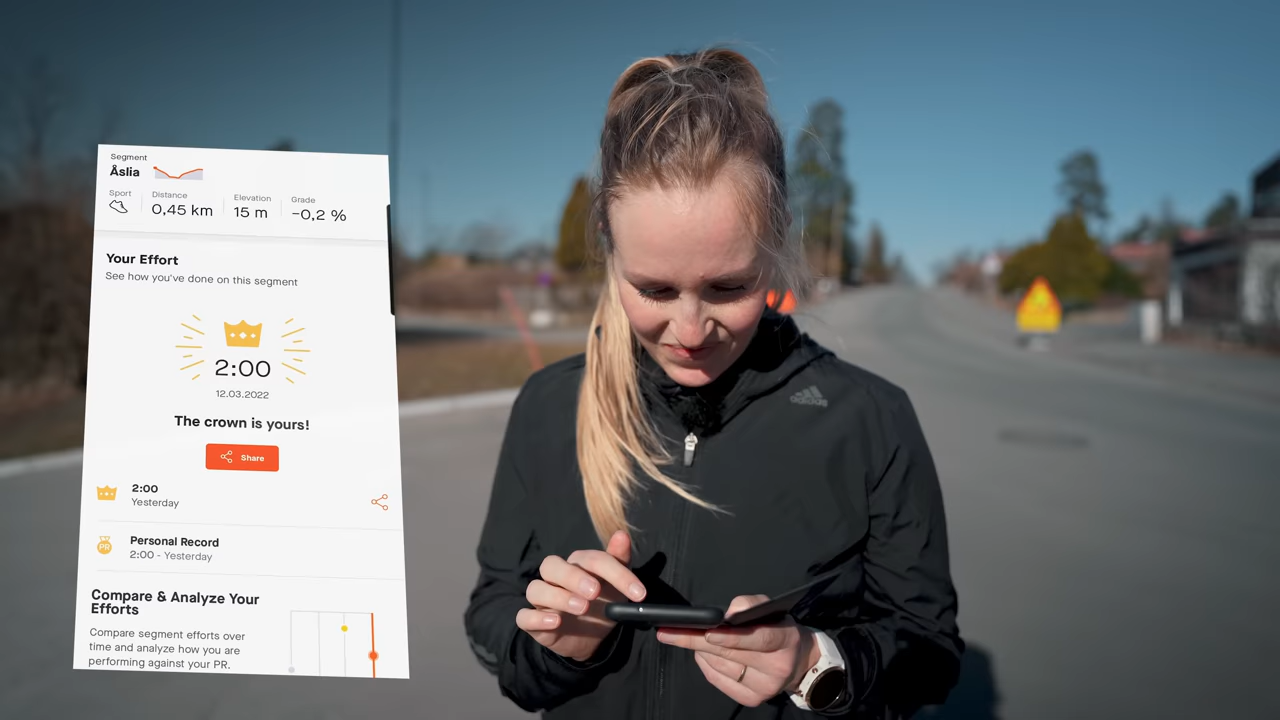 Segment
Åslia
Sport
Distance
Elevation
Grade
0,45 km
15 m
-0,2 %
Your Effort
See how you've done on this segment
2:00
12.03.2022
The crown is yours!
Share
2:00
Yesterday
PR
Personal Record
2:00 - Yesterday
Compare & Analyze Your
Efforts
Compare segment efforts over
time and analyze how you are
performing against your PR.
adidas